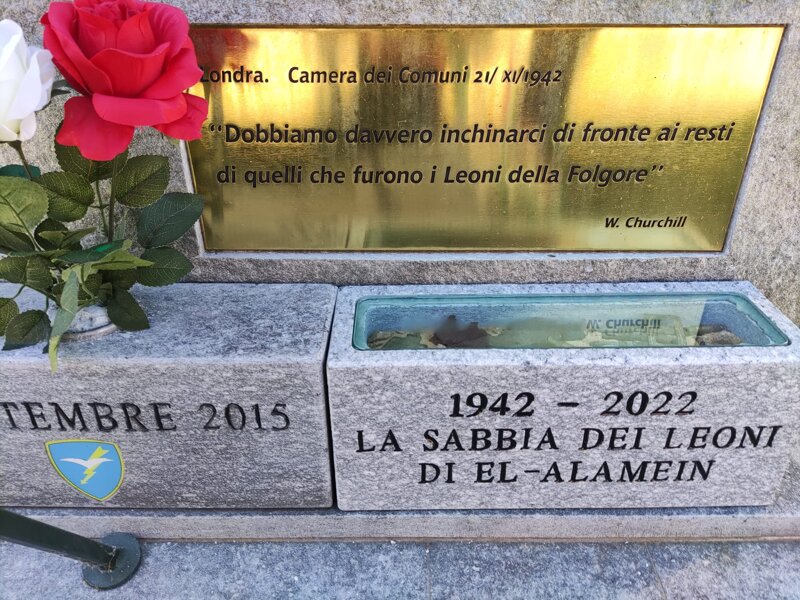 Londra. Camera dei Comuni 21/ XI/1942
“Dobbiamo davvero inchinarci di fronte ai resti
di quelli che furono i Leoni della Folgore”
W. Churchill
W. Churchill
TEMBRE 2015
1942 - 2022
LA SABBIA DEI LEONI
DI EL-ALAMEIN